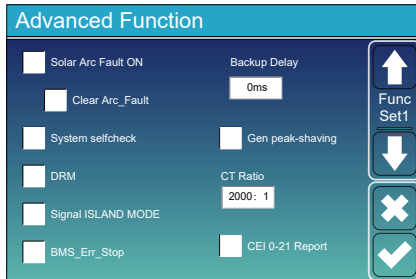 Advanced Function
Solar Arc Fault ON
Backup Delay
0ms
Clear Arc_Fault
Func
Set1
System selfcheck
Gen peak-shaving
DRM
CT Ratio
2000: 1
Signal ISLAND MODE
BMS_Err_Stop
CEI 0-21 Report